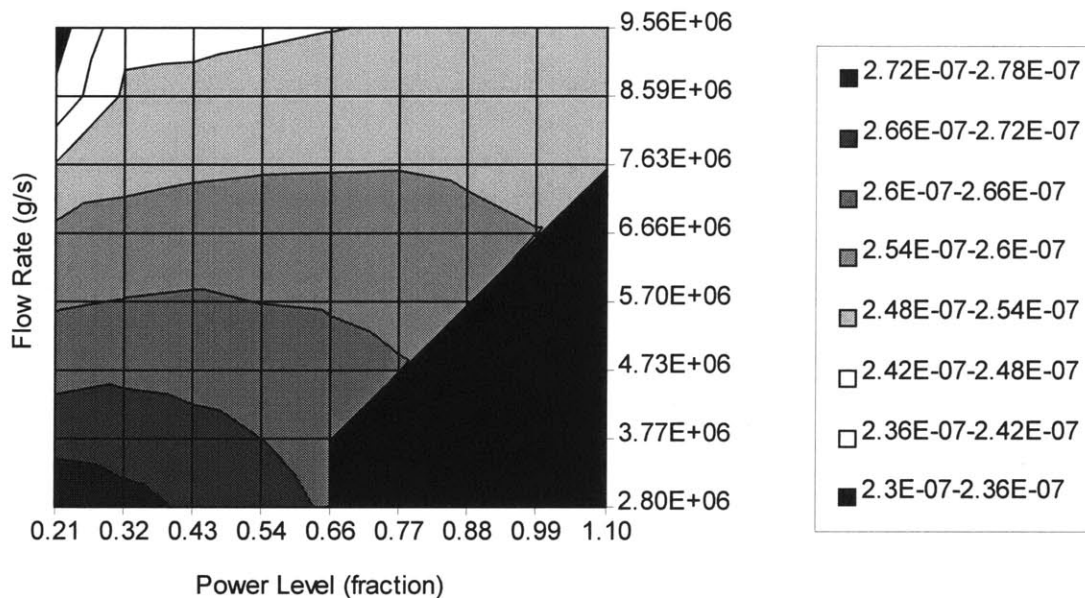 9.56E+06
8.59E+06
7.63E+06
6.66E+06
5.70E+06
4.73E+06
3.77E+06
2.80E+06
Flow Rate (g/s)
0.21 0.32 0.43 0.54 0.66 0.77 0.88 0.99 1.10
Power Level (fraction)
2.72E-07-2.78E-07
2.66E-07-2.72E-07
2.6E-07-2.66E-07
2.54E-07-2.6E-07
2.48E-07-2.54E-07
2.42E-07-2.48E-07
2.36E-07-2.42E-07
2.3E-07-2.36E-07